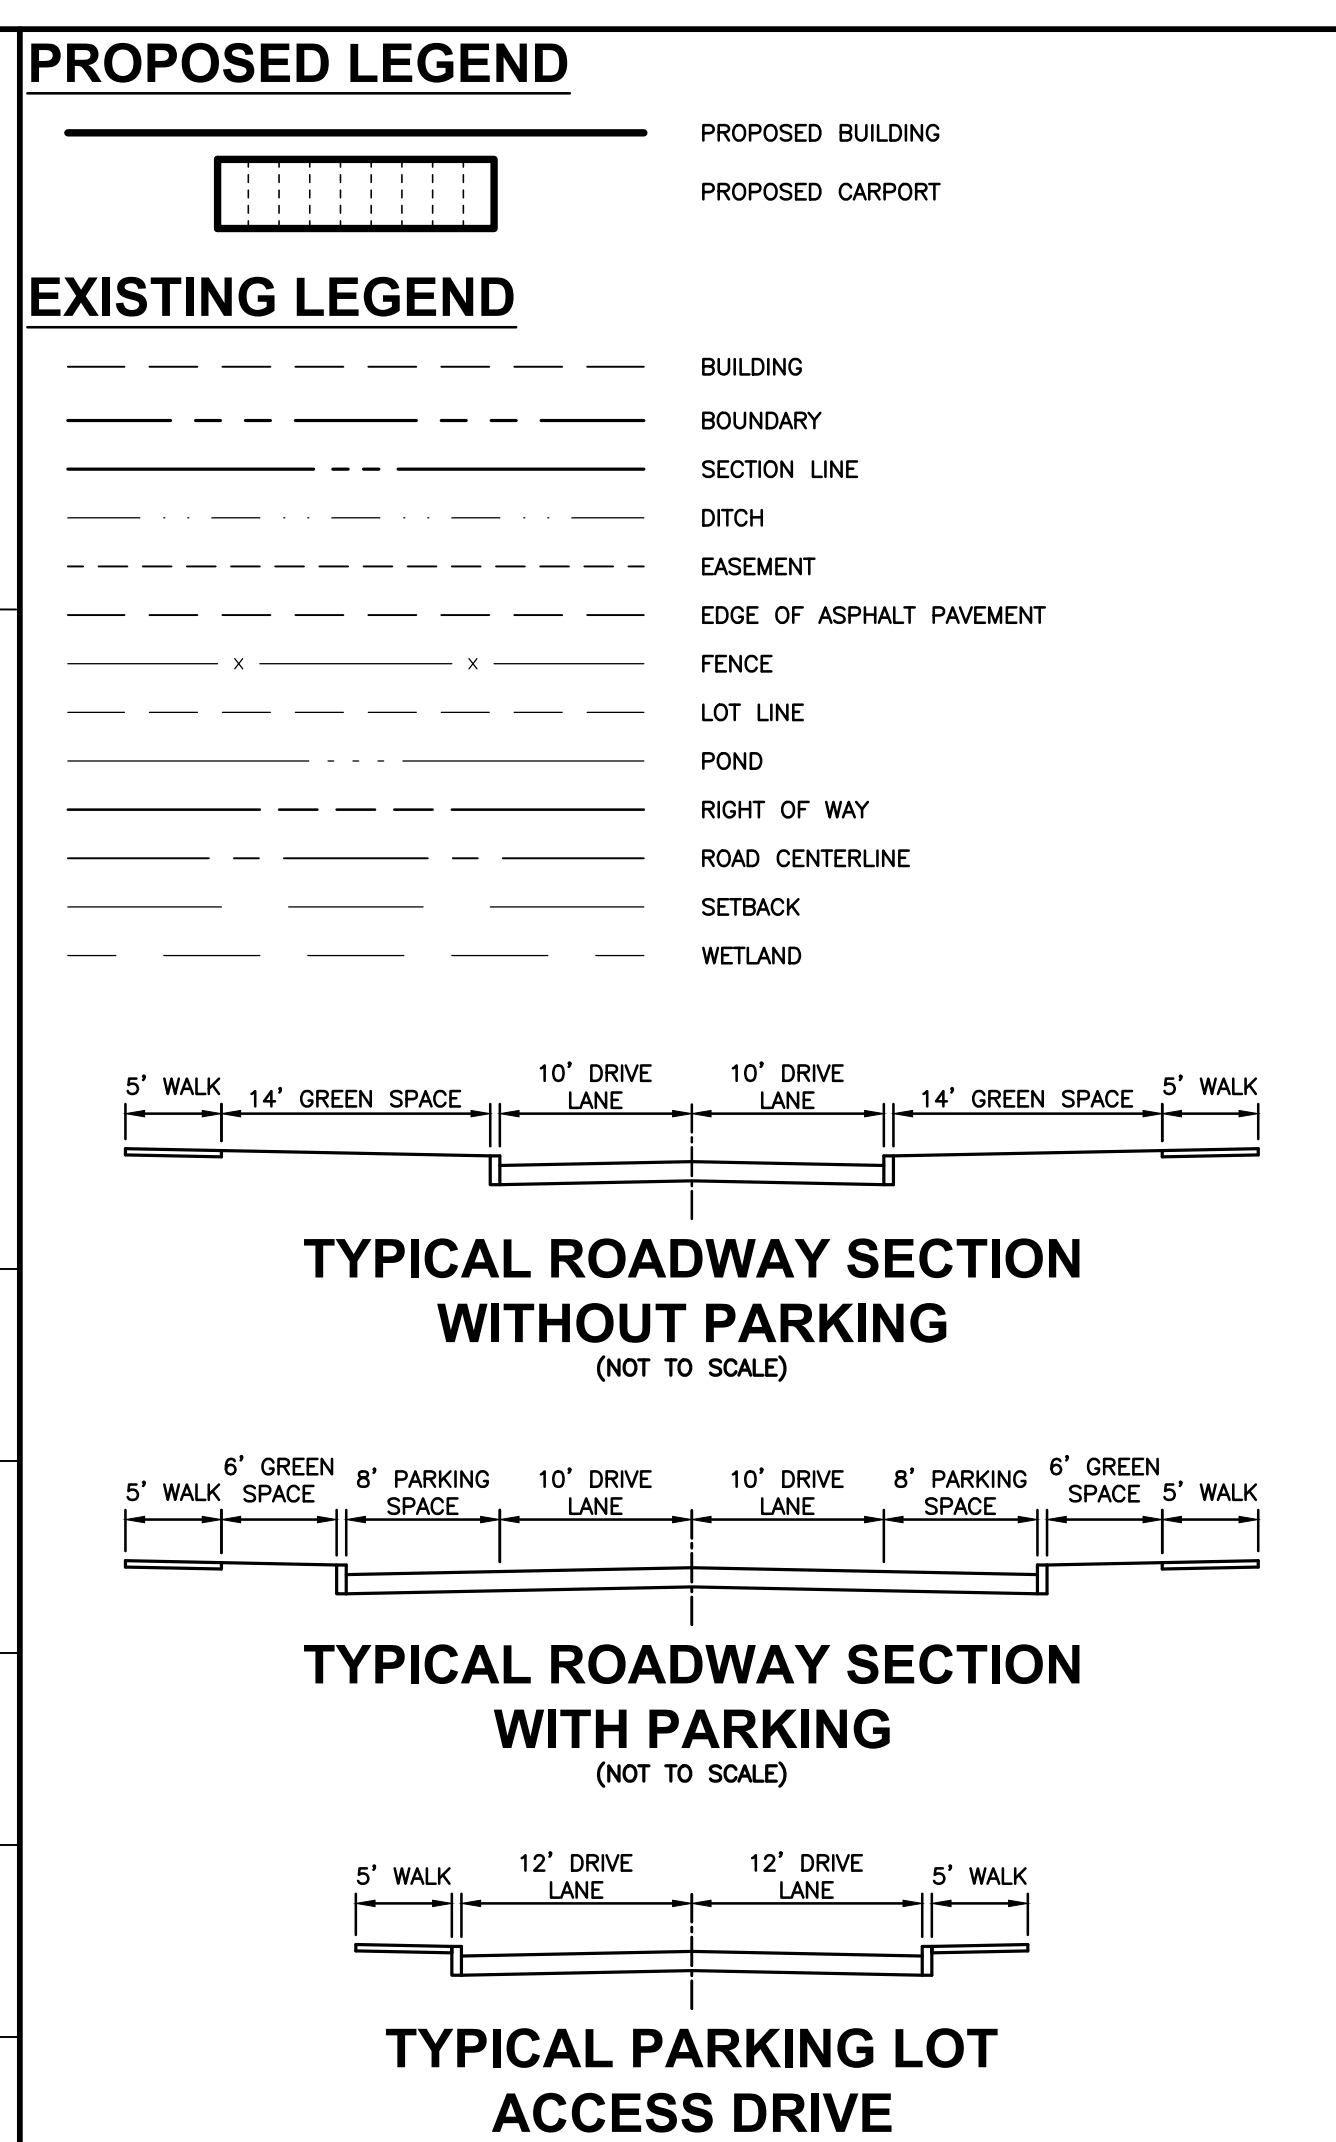 PROPOSED LEGEND
PROPOSED BUILDING
PROPOSED CARPORT
EXISTING LEGEND
BUILDING
BOUNDARY
SECTION LINE
DITCH
EASEMENT
EDGE OF ASPHALT PAVEMENT
X X FENCE
LOT LINE
POND
RIGHT OF WAY
ROAD CENTERLINE
SETBACK
WETLAND
5' WALK
14' GREEN SPACE
10' DRIVE
LANE
10' DRIVE
LANE
14' GREEN SPACE
5' WALK
TYPICAL ROADWAY SECTION
WITHOUT PARKING
(NOT TO SCALE)
5' WALK
6' GREEN
SPACE
8' PARKING
SPACE
10' DRIVE
LANE
10' DRIVE
LANE
8' PARKING
SPACE
6' GREEN
SPACE
5' WALK
TYPICAL ROADWAY SECTION
WITH PARKING
(NOT TO SCALE)
5' WALK
12' DRIVE
LANE
12' DRIVE
LANE
5' WALK
TYPICAL PARKING LOT
ACCESS DRIVE